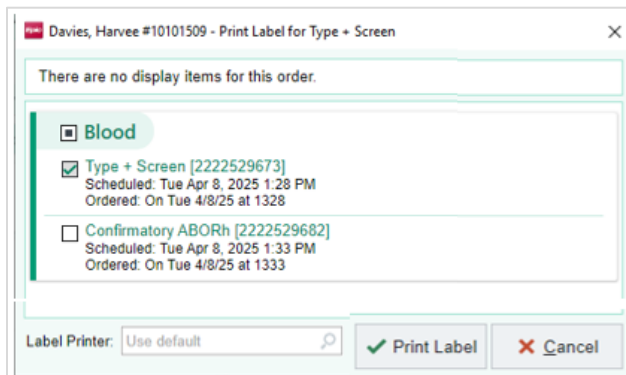 Davies, Harvee #10101509 - Print Label for Type + Screen
There are no display items for this order.
Blood
Type + Screen [2222529673]
Scheduled: Tue Apr 8, 2025 1:28 PM
Ordered: On Tue 4/8/25 at 1328
Confirmatory ABORh [2222529682]
Scheduled: Tue Apr 8, 2025 1:33 PM
Ordered: On Tue 4/8/25 at 1333
Label Printer: Use default Print Label Cancel